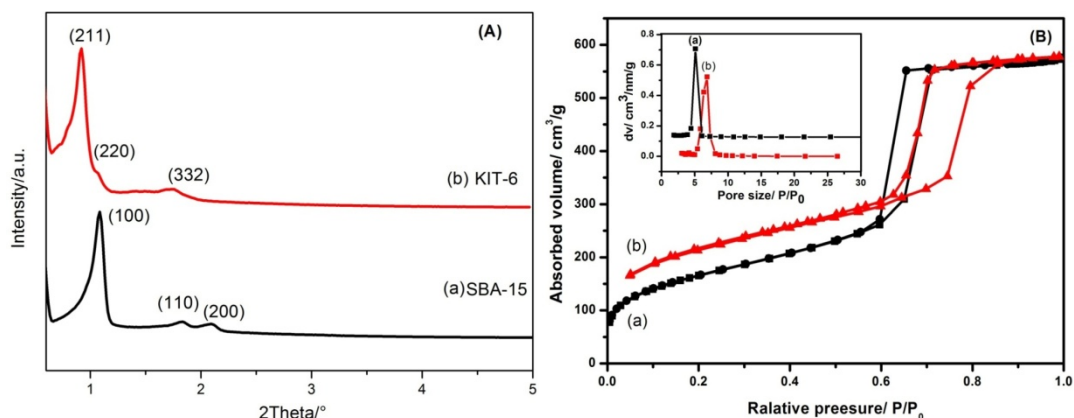 (A)
(211)
(220)
(332)
(b) KIT-6
(100)
(110)
(200)
(a)SBA-15
Intensity/a.u.
1
2
3
4
5
2Theta/°
(B)
600
500
400
300
200
100
0
Absorbed volume/ cm³/g
(b)
(a)
0.0
0.2
0.4
0.6
0.8
1.0
Ralative preesure/ P/P₀
0.8
0.6
0.4
0.2
0.0
dv/ cm³/nm/g
(a)
(b)
0
5
10
15
20
25
30
Pore size/ P/P₀